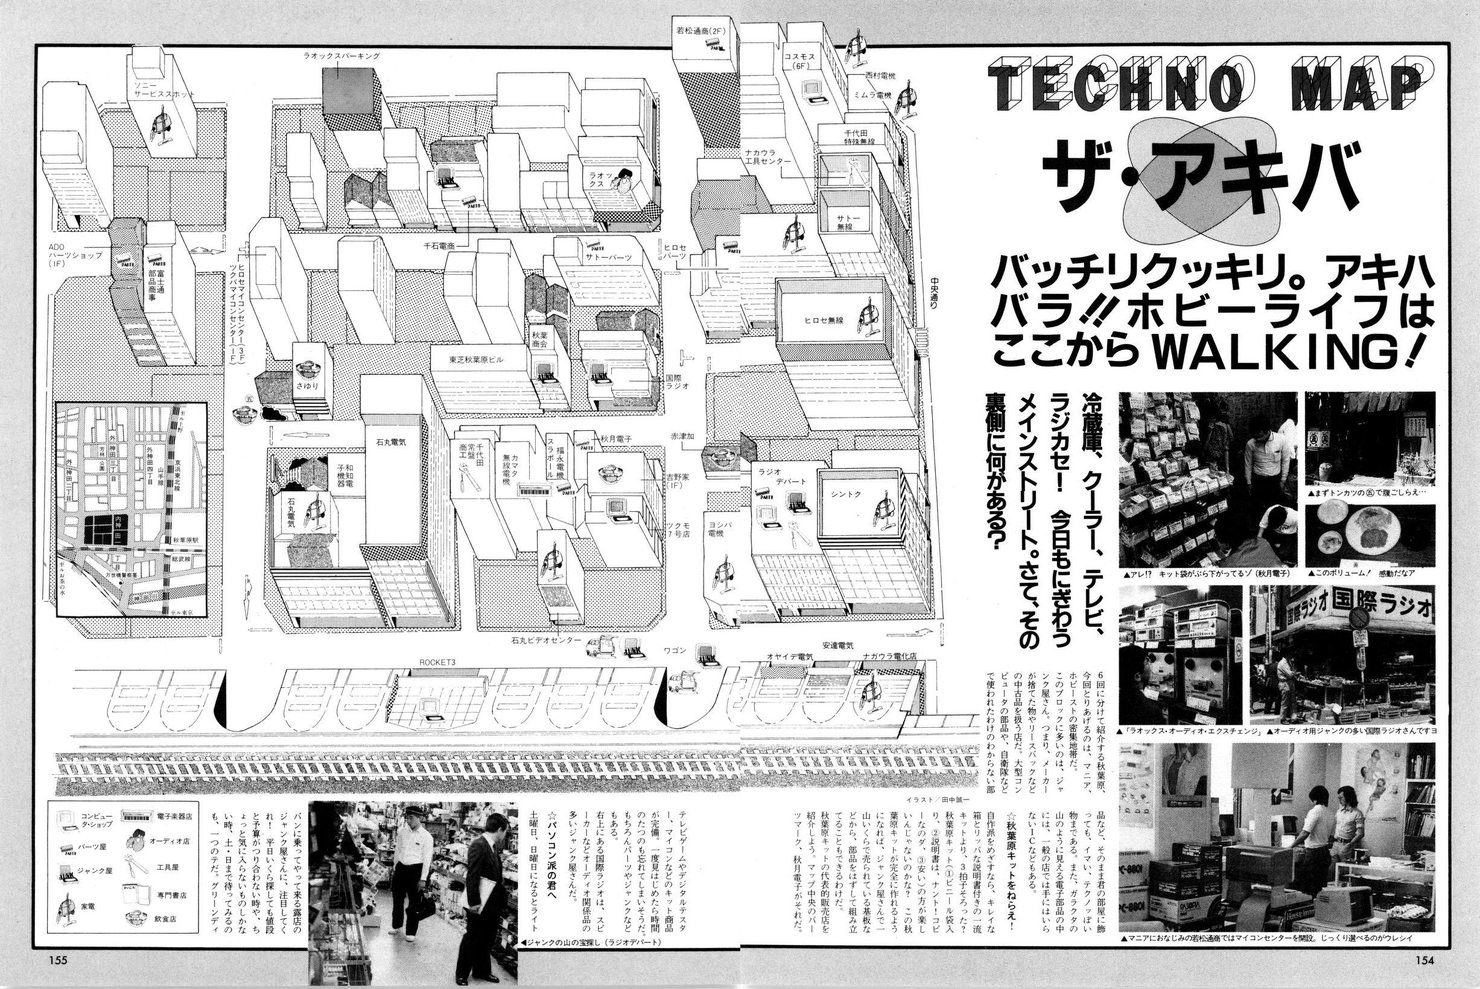 TECHNO MAP
ザ・アキバ
バッチリクッキリ。アキハ
バラ!!ホビーライフは
ここからWALKING!
冷蔵庫、クーラー、テレビ、
ラジカセ! 今日もにぎわう
メインストリート。さて、その
裏側に何がある?
▲まずトンカツの㊄で腹ごしらえ…
▲アレ!? キット袋がぶら下がってるゾ(秋月電子)
▲このボリューム! 感動だなア
国際ラジオ 国際ラジオ
▲「ラオックス・オーディオ・エクスチェンジ」
▲オーディオ用ジャンクの多い国際ラジオさんですヨ
PC-8801
▲マニアにおなじみの若松通商ではマイコンセンターを開設。じっくり選べるのがウレシイ
6回に分けて紹介する秋葉原、
今回とりあげるのは、マニア、
ホビーストの密集地帯だ。
このブロックに多いのは、ジャ
ンク屋さん。つまり、メーカー
が捨てた物やリースバックなど
の中古品を扱う店だ。大型コン
ピュータの部品や、自衛隊など
で使われたわけのわからない部
品など、そのまま君の部屋に飾
っても、イマい、テクノっぽい
物まである。また、ガラクタの
山のように見える電子部品の中
には、一般の店では手にはいら
ないICなどもある。
☆秋葉原キットをねらえ!
自作派をめざすなら、キレイな
箱とリッパな説明書付きの一流
キットより、3拍子そろった?
秋葉原キット①ビニール袋入
り、②説明書は、ナント!コピ
ーなのダ、③安い)の方が楽し
いんじゃないのかな? この秋
葉原キットが完全に作れるよう
になれば、ジャンク屋さんで一
山いくらで売られている基板な
どから、部品をはずして組み立
てることもできるわけだ。
秋葉原キットの代表的販売店を
紹介しよう。マップ中央のパー
ツマーク、秋月電子がそれだ。
テレビゲームやデジタルテスタ
ー、マイコンなどのキット商品
が完備。一度見はじめたら時間
のたつのも忘れてしまいそうだ。
もちろんパーツやジャンクなど
もある。
右上にある国際ラジオは、スピ
ーカーなどオーディオ関係品の
多いジャンク屋さんだ。
☆パソコン派の君へ
土曜日、日曜日になるとライト
バンに乗ってやって来る露店の
ジャンク屋さんに、注目してく
れ! 平日いくら探しても値段
と予算がつり合わない時や、ち
ょっと気に入らないものしかな
い時、土・日まで待ってみるの
も、一つのテだ。グリーンディ
◀ジャンクの山の宝探し(ラジオデパート)
イラスト/田中誠一
コンピュータ・ショップ
パーツ屋
ジャンク屋
家電
電子楽器店
オーディオ店
工具屋
専門書店
飲食店
ラオックスパーキング
ソニー
サービススポット
若松通商(2F)
コスモス
(6F)
西村電機
ミムラ電機
千代田
特殊無線
ナカウラ
工具センター
サトー
無線
ラオックス
千石電商
ヒロセ
パーツ
サトーパーツ
ADO
パーツショップ
(1F)
富士通
部品商事
ヒロセマイコンセンター(3F)
ツクバマイコンセンター(1F)
中央通り
ヒロセ無線
秋葉
商会
東芝秋葉原ビル
国際
ラジオ
さゆり
石丸電気
和知電子機器
石丸電気
千代田
商宮
工盤
カマタ
無線電機
スラポール
福永電機
秋月電子
赤津加
吉野家
(1F)
ツクモ
7号店
ラジオ
デパート
シントク
ヨシバ
電機
石丸ビデオセンター
ワゴン
安達電気
オヤイデ電気
ナガウラ電化店
ROCKET3
外神田三丁目
外神田四丁目
芳林公園
山手線
京浜東北線
秋葉原駅
総武線
万世橋警察署
155
154